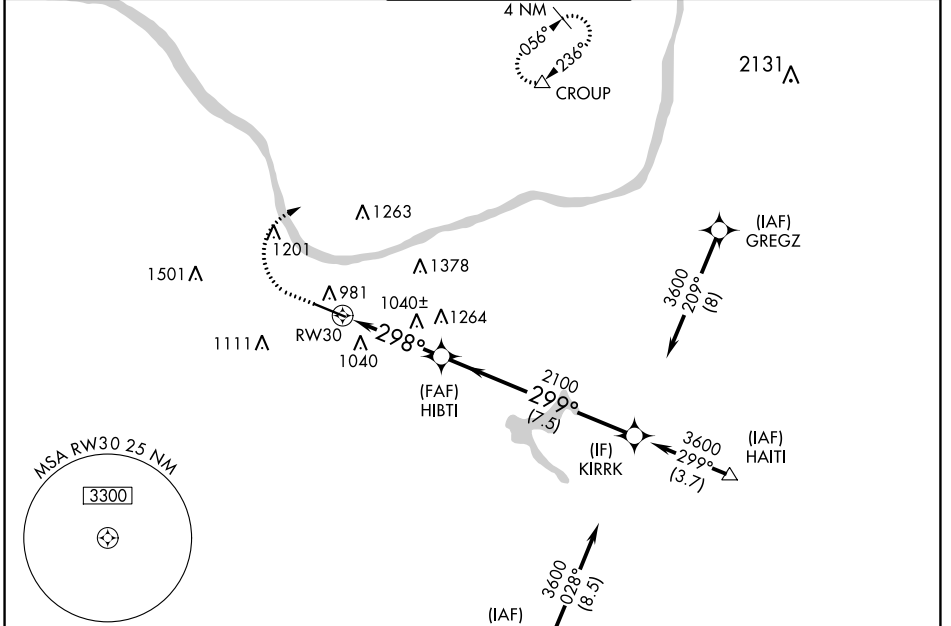 4 NM
056°
236°
CROUP
2131
1263
(IAF)
GREGZ
1201
1378
1501
3600
209°
(8)
981
1040±
1264
RW30
298°
1111
1040
(FAF)
HIBTI
2100
299°
(7.5)
(IF)
KIRRK
3600
299°
(3.7)
(IAF)
HAITI
MSA RW30 25 NM
3300
3600
028°
(8.5)
(IAF)